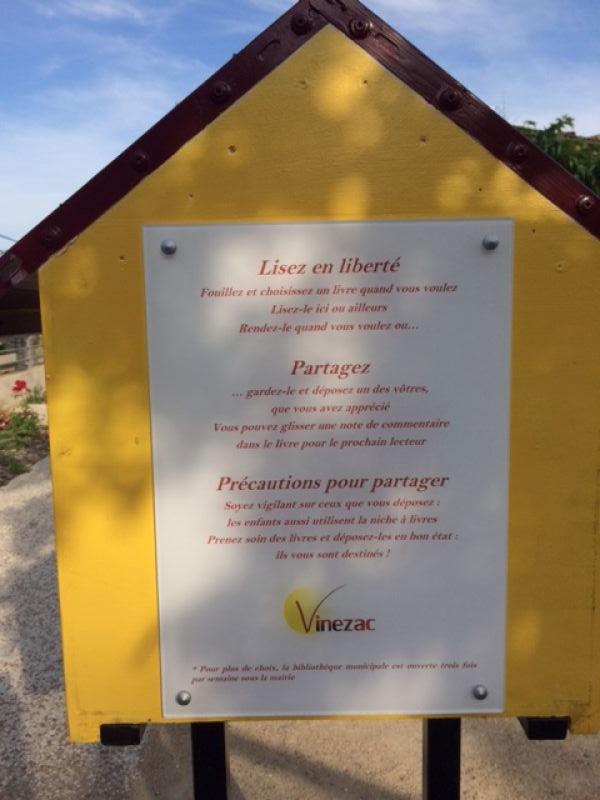 Lisez en liberté
Fouillez et choisissez un livre quand vous voulez
Lisez-le ici ou ailleurs
Rendez-le quand vous voulez ou...
Partagez
... gardez-le et déposez un des vôtres,
que vous avez apprécié
Vous pouvez glisser une note de commentaire
dans le livre pour le prochain lecteur
Précautions pour partager
Soyez vigilant sur ceux que vous déposez :
les enfants aussi utilisent la niche à livres
Prenez soin des livres et déposez-les en bon état :
ils vous sont destinés !
Vinezac
* Pour plus de choix, la bibliothèque municipale est ouverte trois fois
par semaine sous la mairie